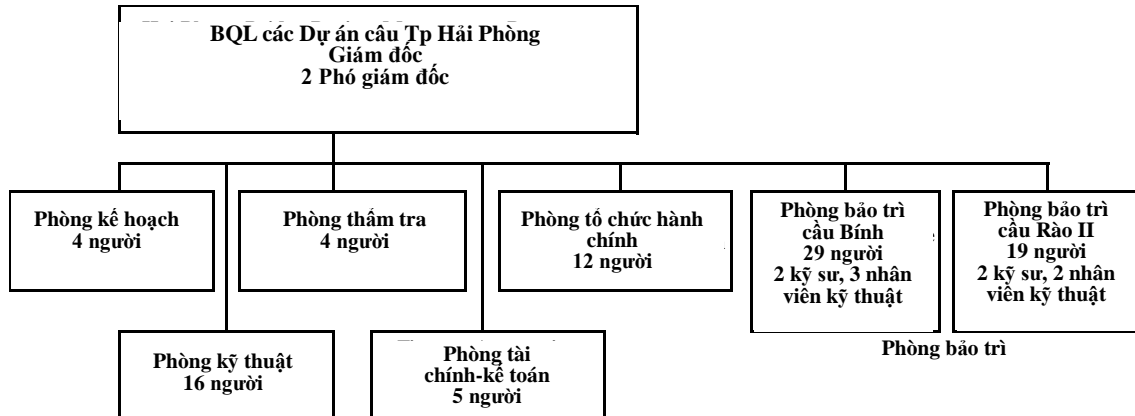 BQL các Dự án câu Tp Hải Phòng
Giám đốc
2 Phó giám đốc
Phòng kế hoạch
4 người
Phòng thẩm tra
4 người
Phòng tổ chức hành
chính
12 người
Phòng bảo trì
cầu Bính
29 người
2 kỹ sư, 3 nhân
viên kỹ thuật
Phòng bảo trì
cầu Rào II
19 người
2 kỹ sư, 2 nhân
viên kỹ thuật
Phòng kỹ thuật
16 người
Phòng tài
chính-kế toán
5 người
Phòng bảo trì